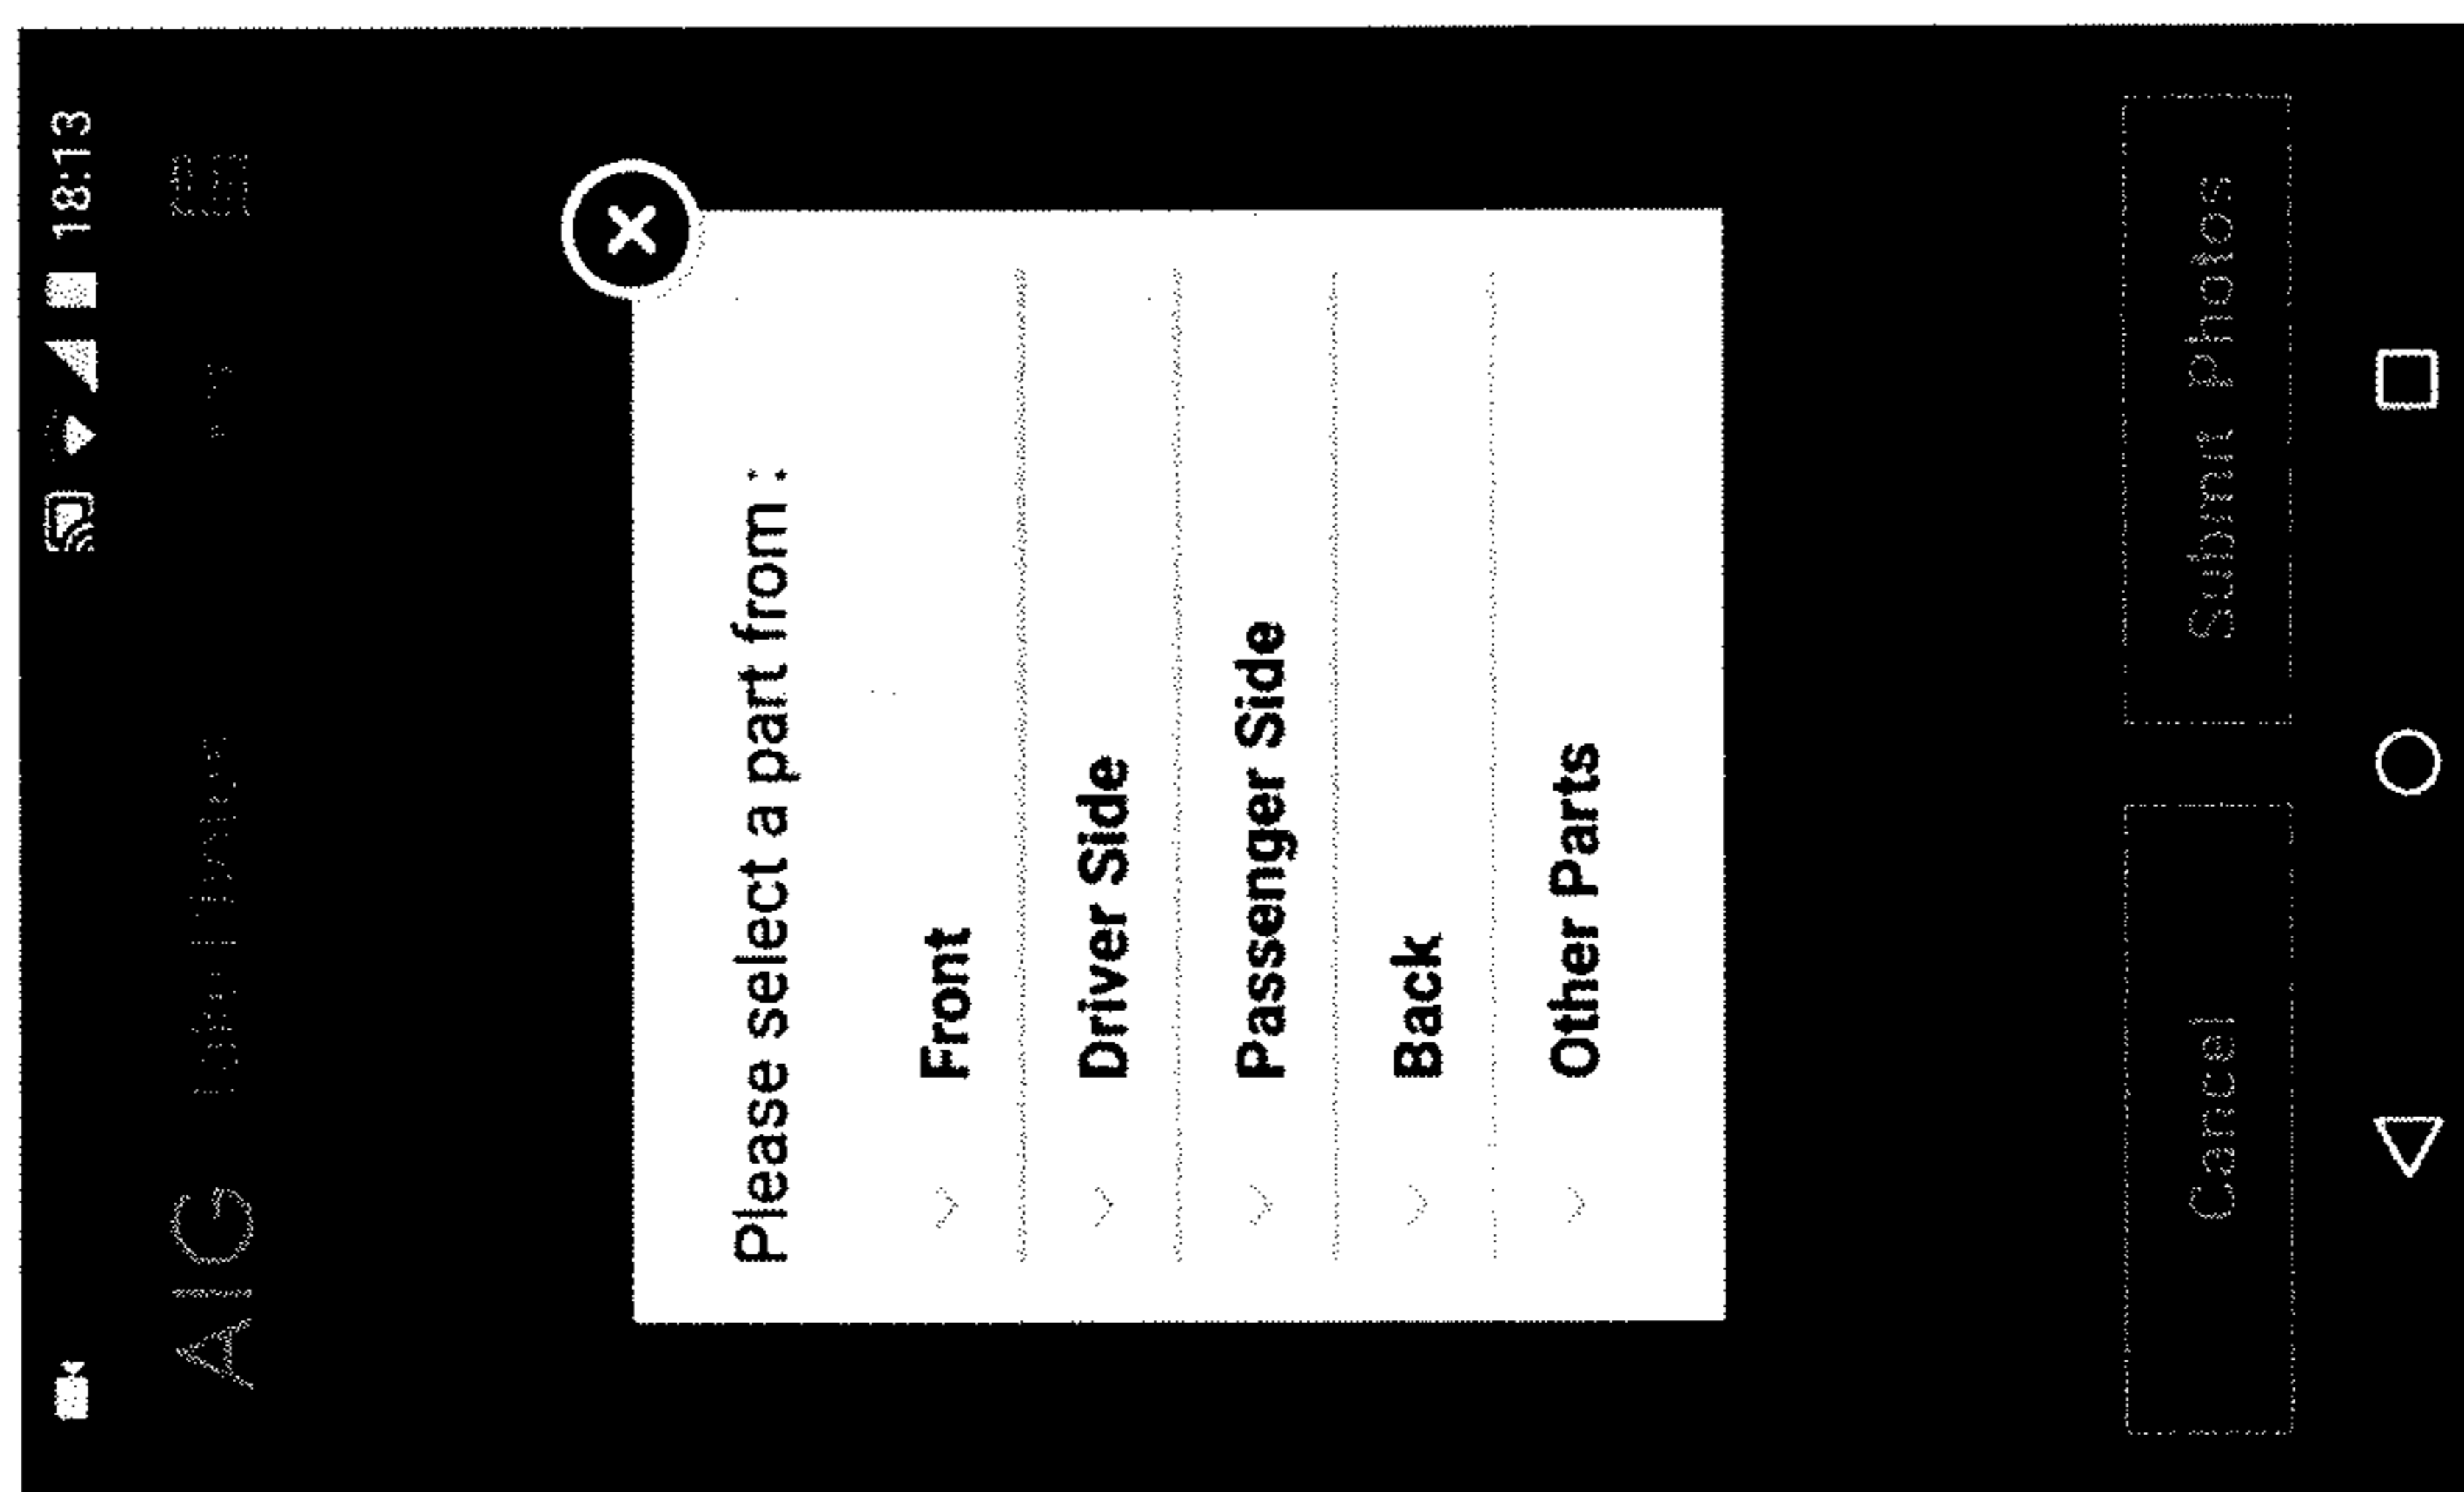 18:13
AIG
Please select a part from :
Front
Driver Side
Passenger Side
Back
Other Parts
Cancel
Submit photos